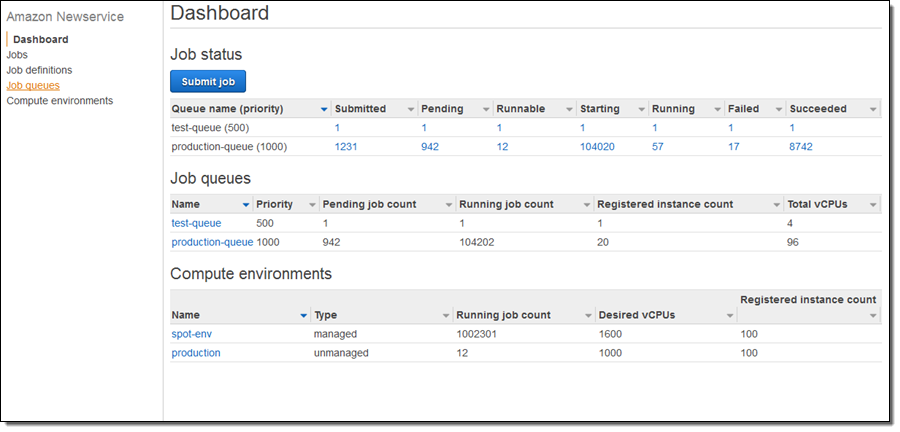 Amazon Newservice
Dashboard
Jobs
Job definitions
Job queues
Compute environments
Dashboard
Job status
Submit job
Queue name (priority) Submitted Pending Runnable Starting Running Failed Succeeded
test-queue (500) 1 1 1 1 1 1 1
production-queue (1000) 1231 942 12 104020 57 17 8742
Job queues
Name Priority Pending job count Running job count Registered instance count Total vCPUs
test-queue 500 1 1 1 4
production-queue 1000 942 104202 20 96
Compute environments
Registered instance count
Name Type Running job count Desired vCPUs
spot-env managed 1002301 1600 100
production unmanaged 12 1000 100